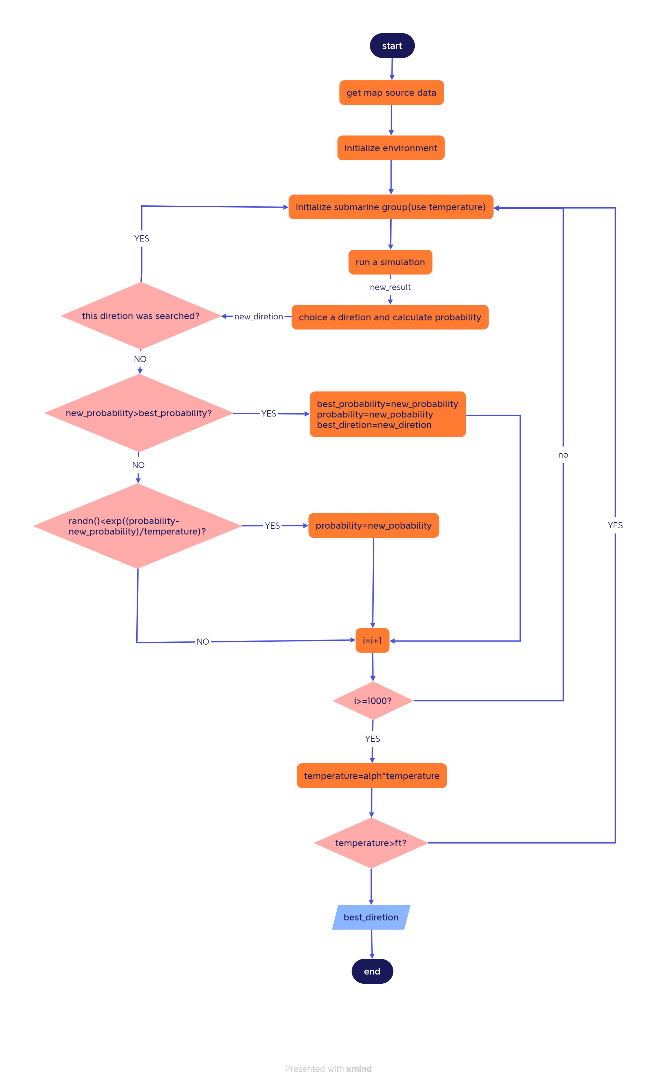 start
get map source data
Initialize environment
Initialize submarine group(use temperature)
YES
run a simulation
new_result
this diretion was searched?
new_diretion
choice a diretion and calculate probability
NO
new_probability>best_probability?
YES
best_probability=new_probability
probability=new_pobability
best_diretion=new_diretion
no
NO
randn()<exp((probability-
new_probability)/temperature)?
YES
probability=new_pobability
YES
NO
i=i+1
i>=1000?
YES
temperature=alph*temperature
temperature>ft?
best_diretion
end
Presented with xmind